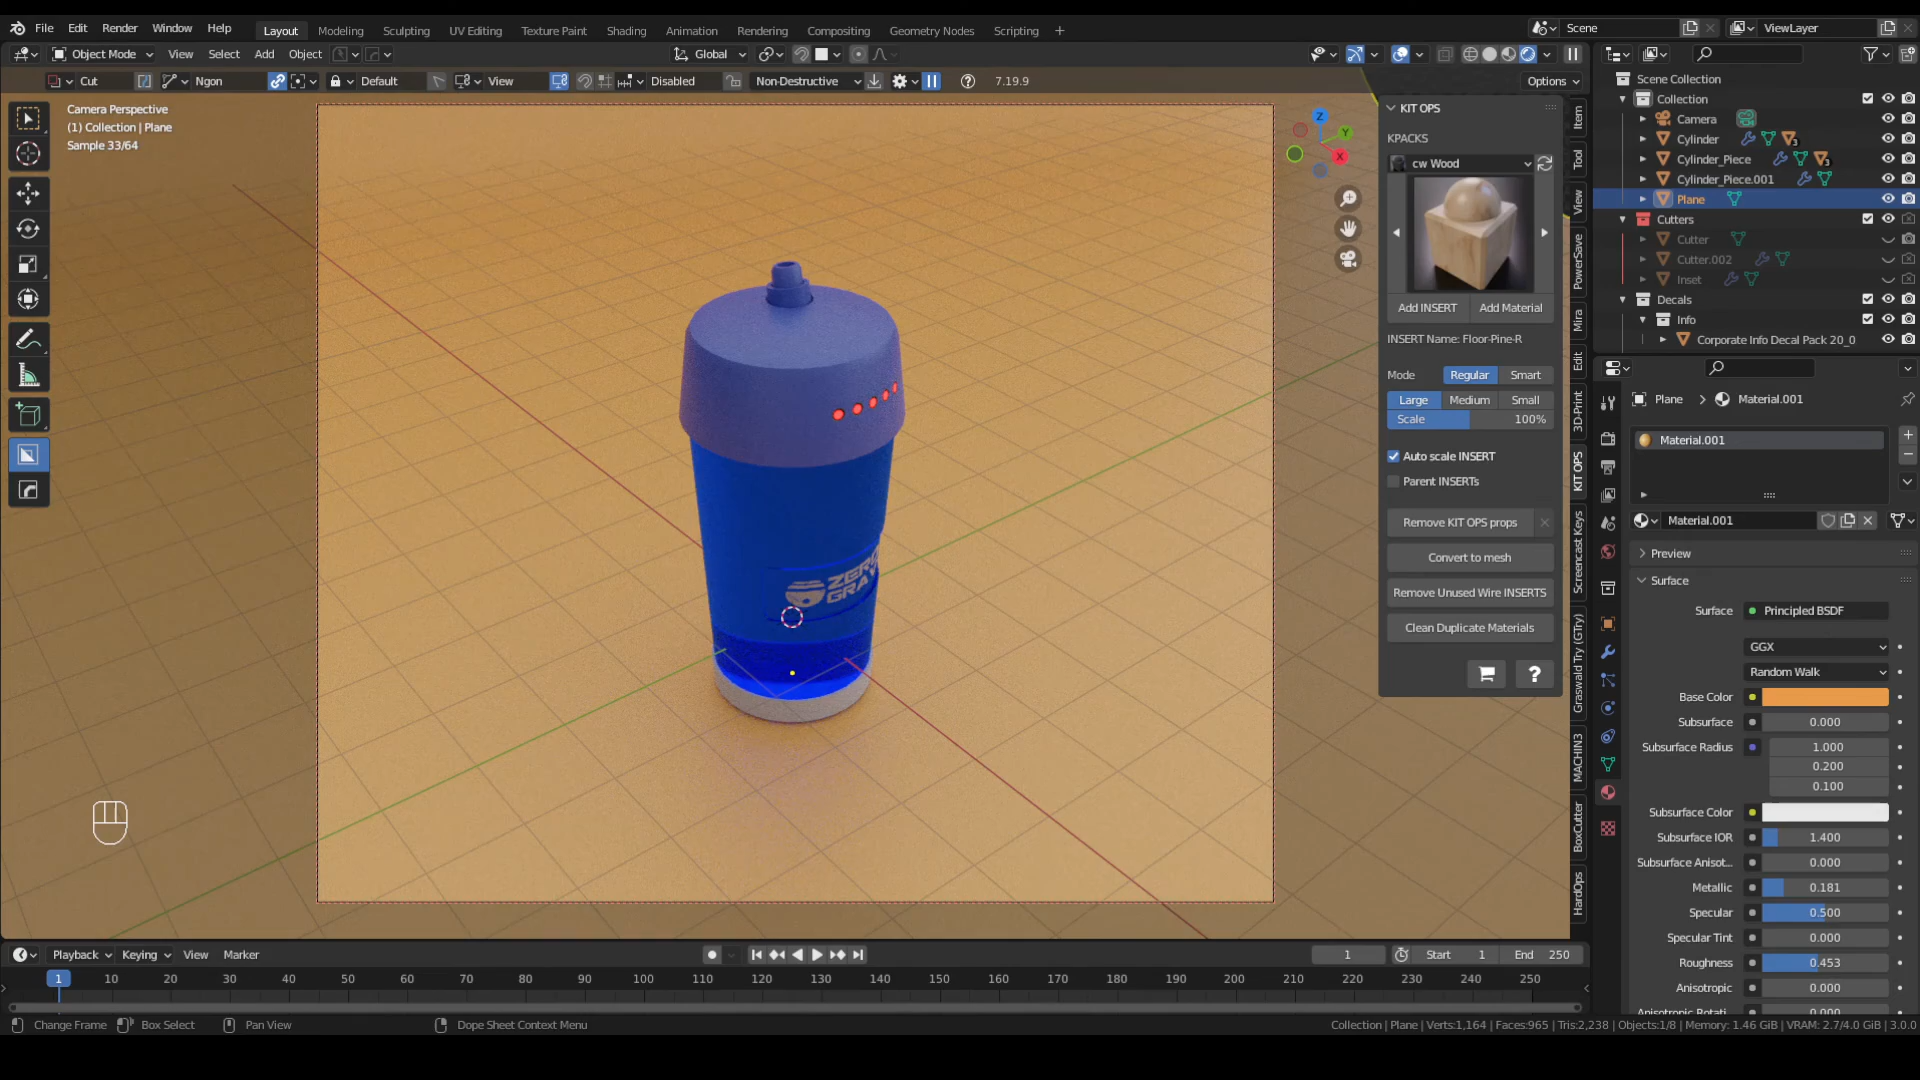 File Edit Render Window Help Layout Modeling Sculpting UV Editing Texture Paint Shading Animation Rendering Compositing Geometry Nodes Scripting + Scene ViewLayer
Object Mode View Select Add Object Global
Cut Ngon Default View Disabled Non-Destructive 7.19.9 Options
Camera Perspective
(1) Collection | Plane
Sample 33/64
Z
Y
X
ZERO
GRAV
KIT OPS
KPACKS
cw Wood
Add INSERT Add Material
INSERT Name: Floor-Pine-R
Mode Regular Smart
Large Medium Small
Scale 100%
Auto scale INSERT
Parent INSERTs
Remove KIT OPS props
Convert to mesh
Remove Unused Wire INSERTS
Clean Duplicate Materials
?
Item
Tool
View
PowerSave
Mira
Edit
3D-Print
KIT OPS
Screencast Keys
Graswald Try (GTry)
MACHIN3
BoxCutter
HardOps
Scene Collection
Collection
Camera
Cylinder 3
Cylinder_Piece 3
Cylinder_Piece.001
Plane
Cutters
Cutter
Cutter.002
Inset
Decals
Info
Corporate Info Decal Pack 20_0
Plane > Material.001
Material.001
Material.001
Preview
Surface
Surface Principled BSDF
GGX
Random Walk
Base Color
Subsurface 0.000
Subsurface Radius 1.000
0.200
0.100
Subsurface Color
Subsurface IOR 1.400
Subsurface Anisot... 0.000
Metallic 0.181
Specular 0.500
Specular Tint 0.000
Roughness 0.453
Anisotropic 0.000
Anisotropic Rotati... 0.000
Playback Keying View Marker 1 Start 1 End 250
1 10 20 30 40 50 60 70 80 90 100 110 120 130 140 150 160 170 180 190 200 210 220 230 240 250
Change Frame Box Select Pan View Dope Sheet Context Menu Collection | Plane | Verts:1,164 | Faces:965 | Tris:2,238 | Objects:1/8 | Memory: 1.46 GiB | VRAM: 2.7/4.0 GiB | 3.0.0